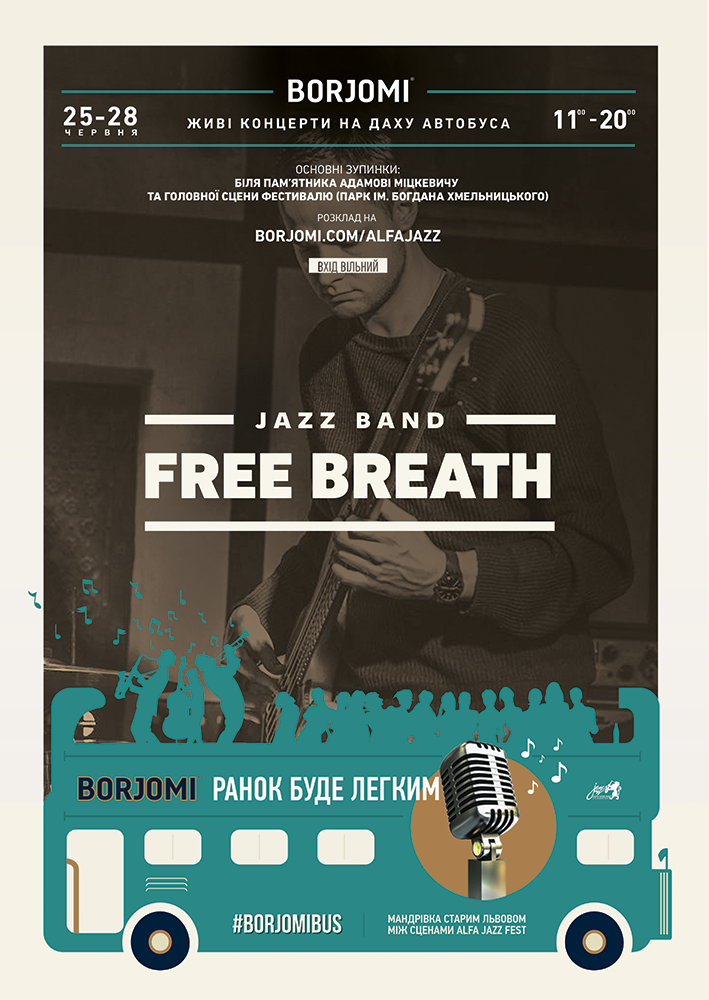 BORJOMI®
25-28
ЧЕРВНЯ
ЖИВІ КОНЦЕРТИ НА ДАХУ АВТОБУСА
11⁰⁰ - 20⁰⁰
ОСНОВНІ ЗУПИНКИ:
БІЛЯ ПАМ'ЯТНИКА АДАМОВІ МІЦКЕВИЧУ
ТА ГОЛОВНОЇ СЦЕНИ ФЕСТИВАЛЮ (ПАРК ІМ. БОГДАНА ХМЕЛЬНИЦЬКОГО)
РОЗКЛАД НА
BORJOMI.COM/ALFAJAZZ
ВХІД ВІЛЬНИЙ
JAZZ BAND
FREE BREATH
BORJOMI РАНОК БУДЕ ЛЕГКИМ
#BORJOMIBUS
МАНДРІВКА СТАРИМ ЛЬВОВОМ
МІЖ СЦЕНАМИ ALFA JAZZ FEST